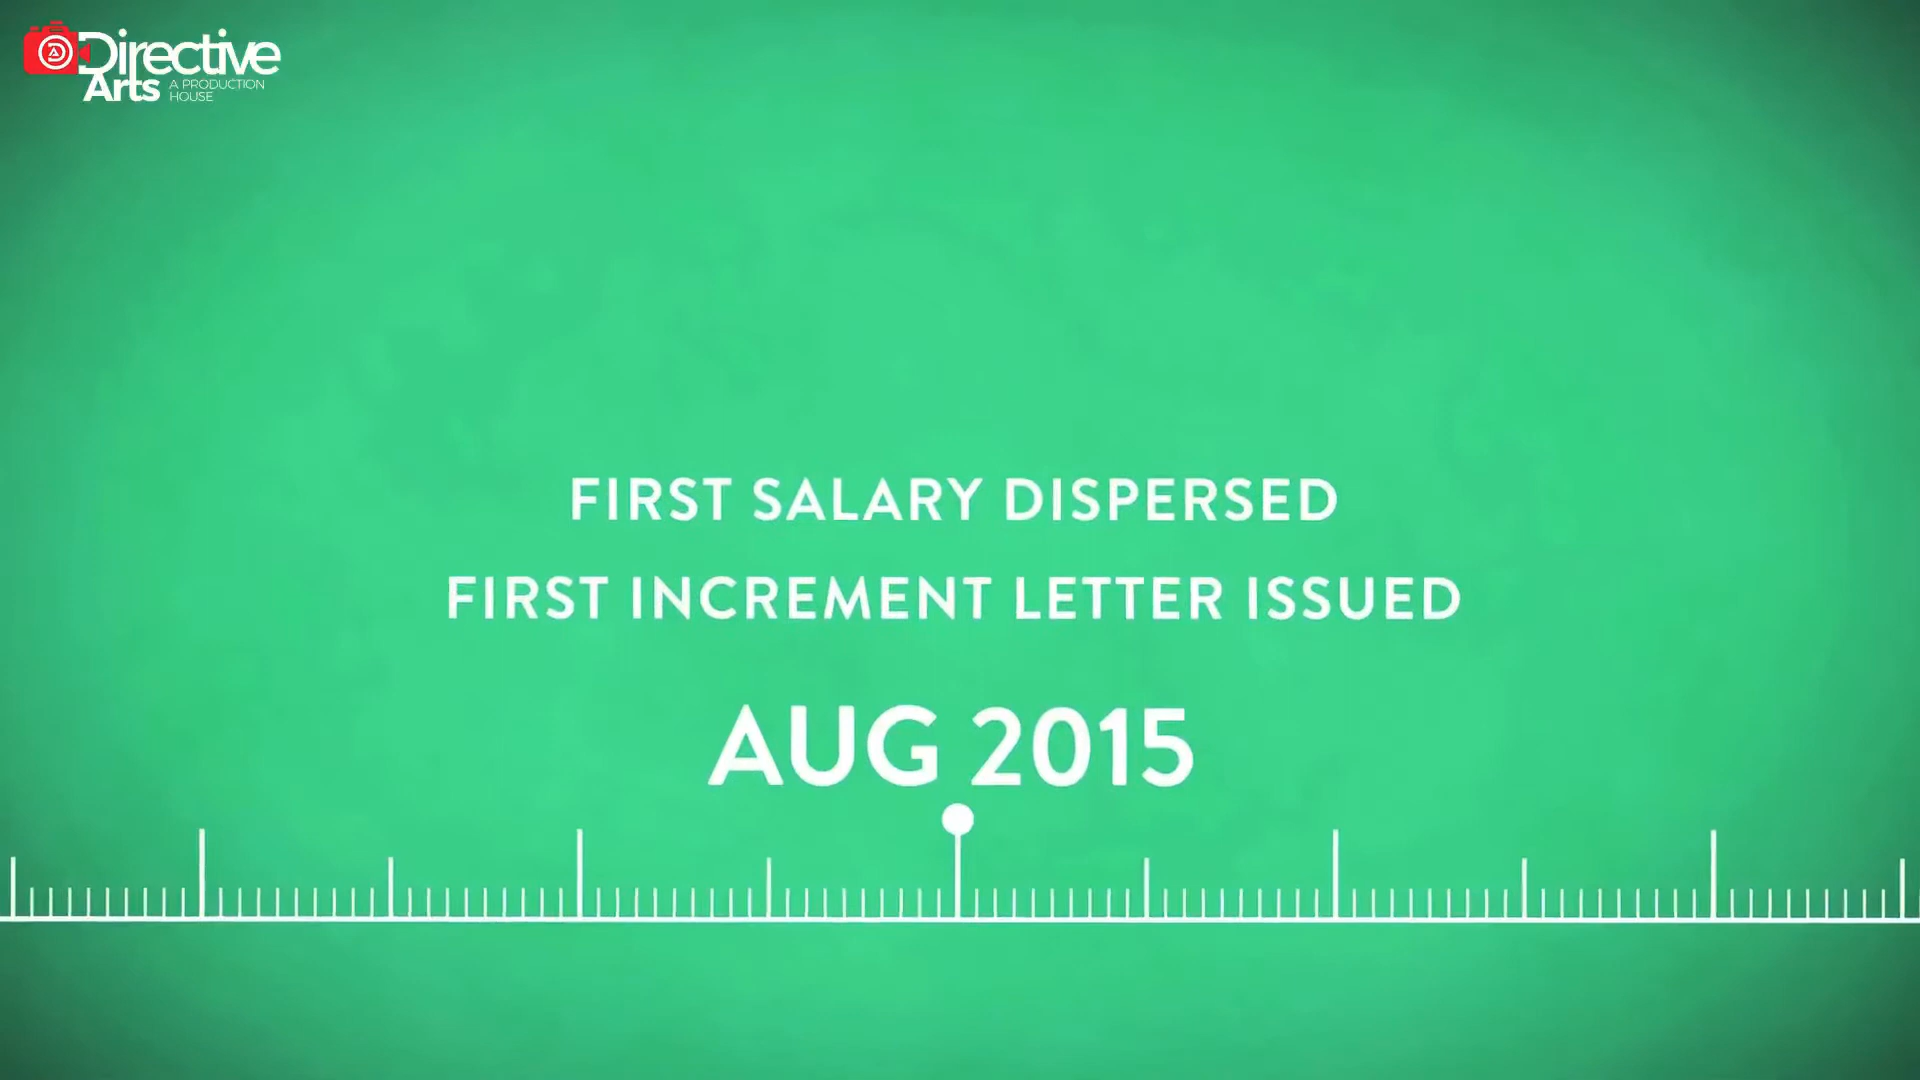 Directive
Arts A PRODUCTION
HOUSE
FIRST SALARY DISPERSED
FIRST INCREMENT LETTER ISSUED
AUG 2015